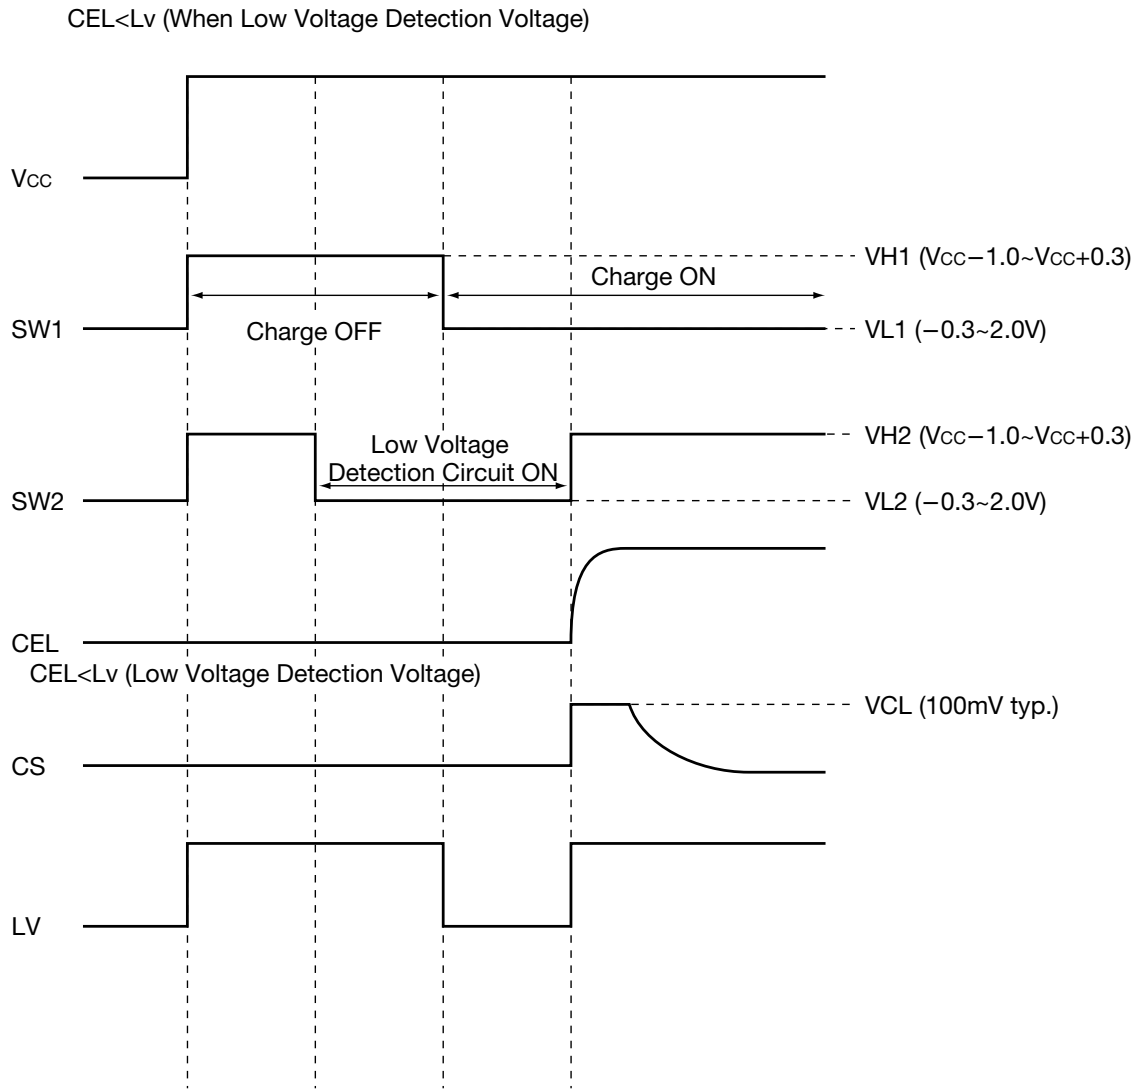 CEL<Lv (When Low Voltage Detection Voltage)
VCC
VH1 (VCC−1.0~VCC+0.3)
Charge ON
SW1
Charge OFF
VL1 (−0.3~2.0V)
VH2 (VCC−1.0~VCC+0.3)
Low Voltage
Detection Circuit ON
SW2
VL2 (−0.3~2.0V)
CEL
CEL<Lv (Low Voltage Detection Voltage)
VCL (100mV typ.)
CS
LV